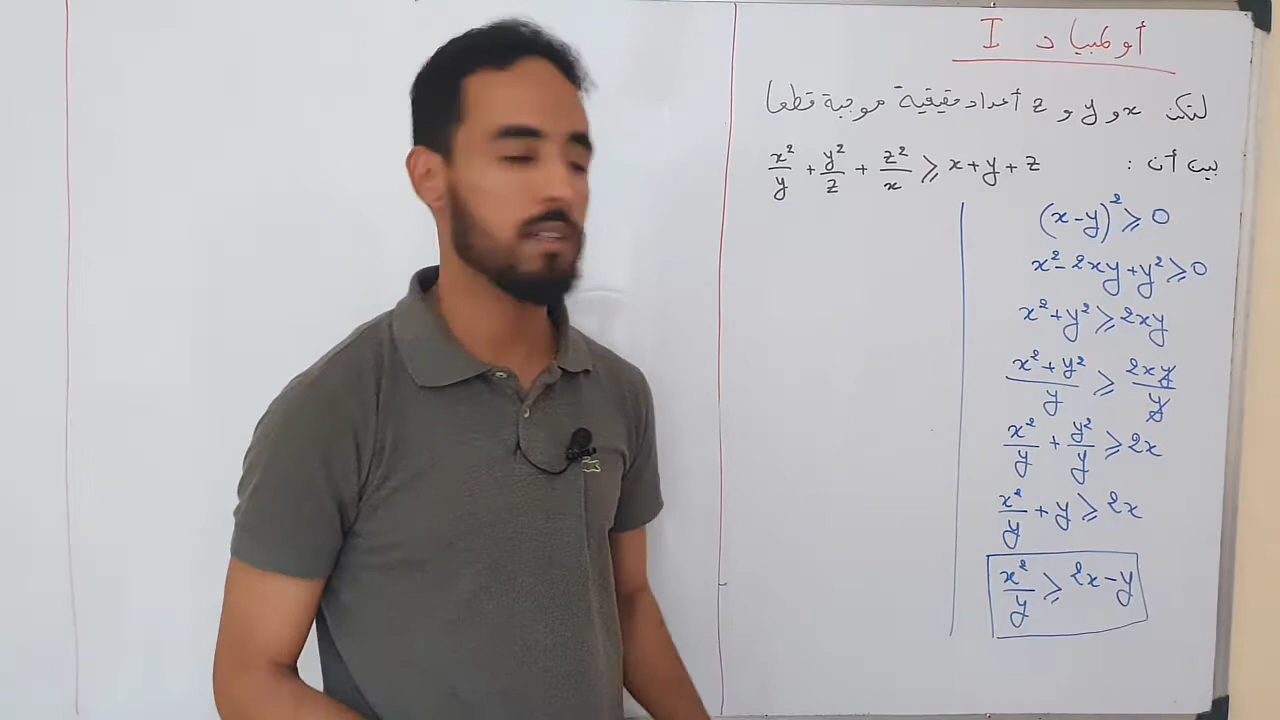 أولمبياد I
لتكن x و y و z أعداد حقيقية موجبة قطعا
بين أن :
x²/y + y²/z + z²/x ⩾ x + y + z
(x-y)² ⩾ 0
x² - 2xy + y² ⩾ 0
x² + y² ⩾ 2xy
(x² + y²)/y ⩾ 2xy/y
x²/y + y²/y ⩾ 2x
x²/y + y ⩾ 2x
x²/y ⩾ 2x - y